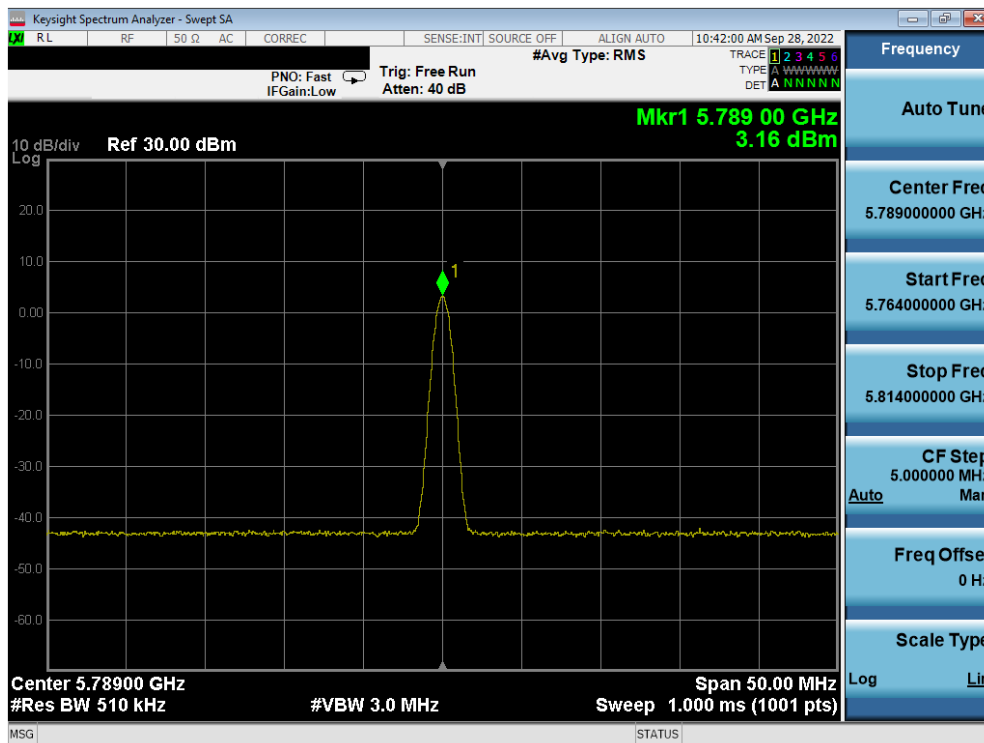 Keysight Spectrum Analyzer - Swept SA
LXI RL RF 50 Ω AC CORREC SENSE:INT SOURCE OFF ALIGN AUTO 10:42:00 AM Sep 28, 2022
#Avg Type: RMS
TRACE 1 2 3 4 5 6
TYPE A WWWWW
DET A N N N N N
PNO: Fast
IFGain:Low
Trig: Free Run
Atten: 40 dB
Mkr1 5.789 00 GHz
3.16 dBm
10 dB/div
Log
Ref 30.00 dBm
1
20.0
10.0
0.00
-10.0
-20.0
-30.0
-40.0
-50.0
-60.0
Center 5.78900 GHz
Span 50.00 MHz
#Res BW 510 kHz
#VBW 3.0 MHz
Sweep 1.000 ms (1001 pts)
MSG
STATUS
Frequency
Auto Tune
Center Freq
5.789000000 GHz
Start Freq
5.764000000 GHz
Stop Freq
5.814000000 GHz
CF Step
5.000000 MHz
Auto Man
Freq Offset
0 Hz
Scale Type
Log Lin